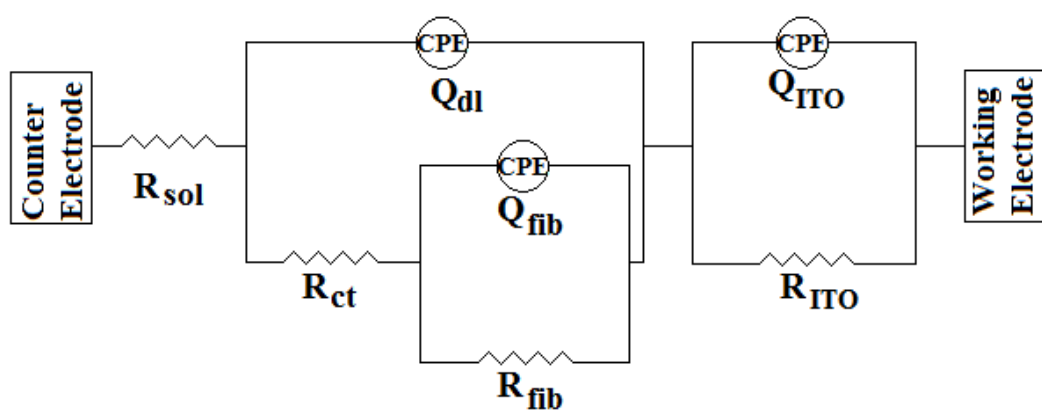 Counter
Electrode
R_sol
CPE
Q_dl
CPE
Q_fib
R_ct
R_fib
CPE
Q_ITO
R_ITO
Working
Electrode